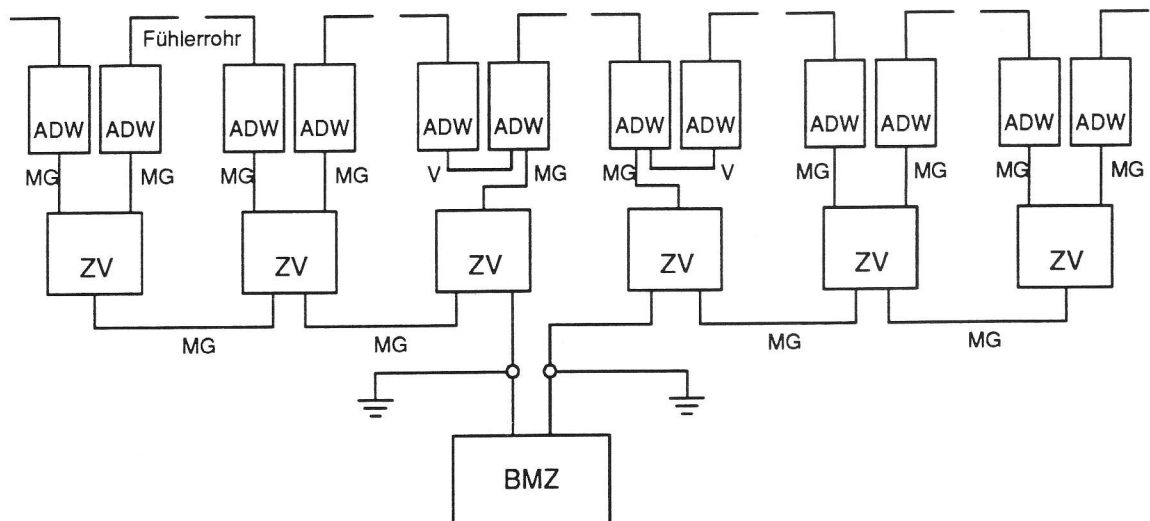 Fühlerrohr
ADW ADW ADW ADW ADW ADW ADW ADW ADW ADW ADW ADW
MG MG MG MG V MG MG V MG MG MG MG
ZV ZV ZV ZV ZV ZV
MG MG MG MG
BMZ